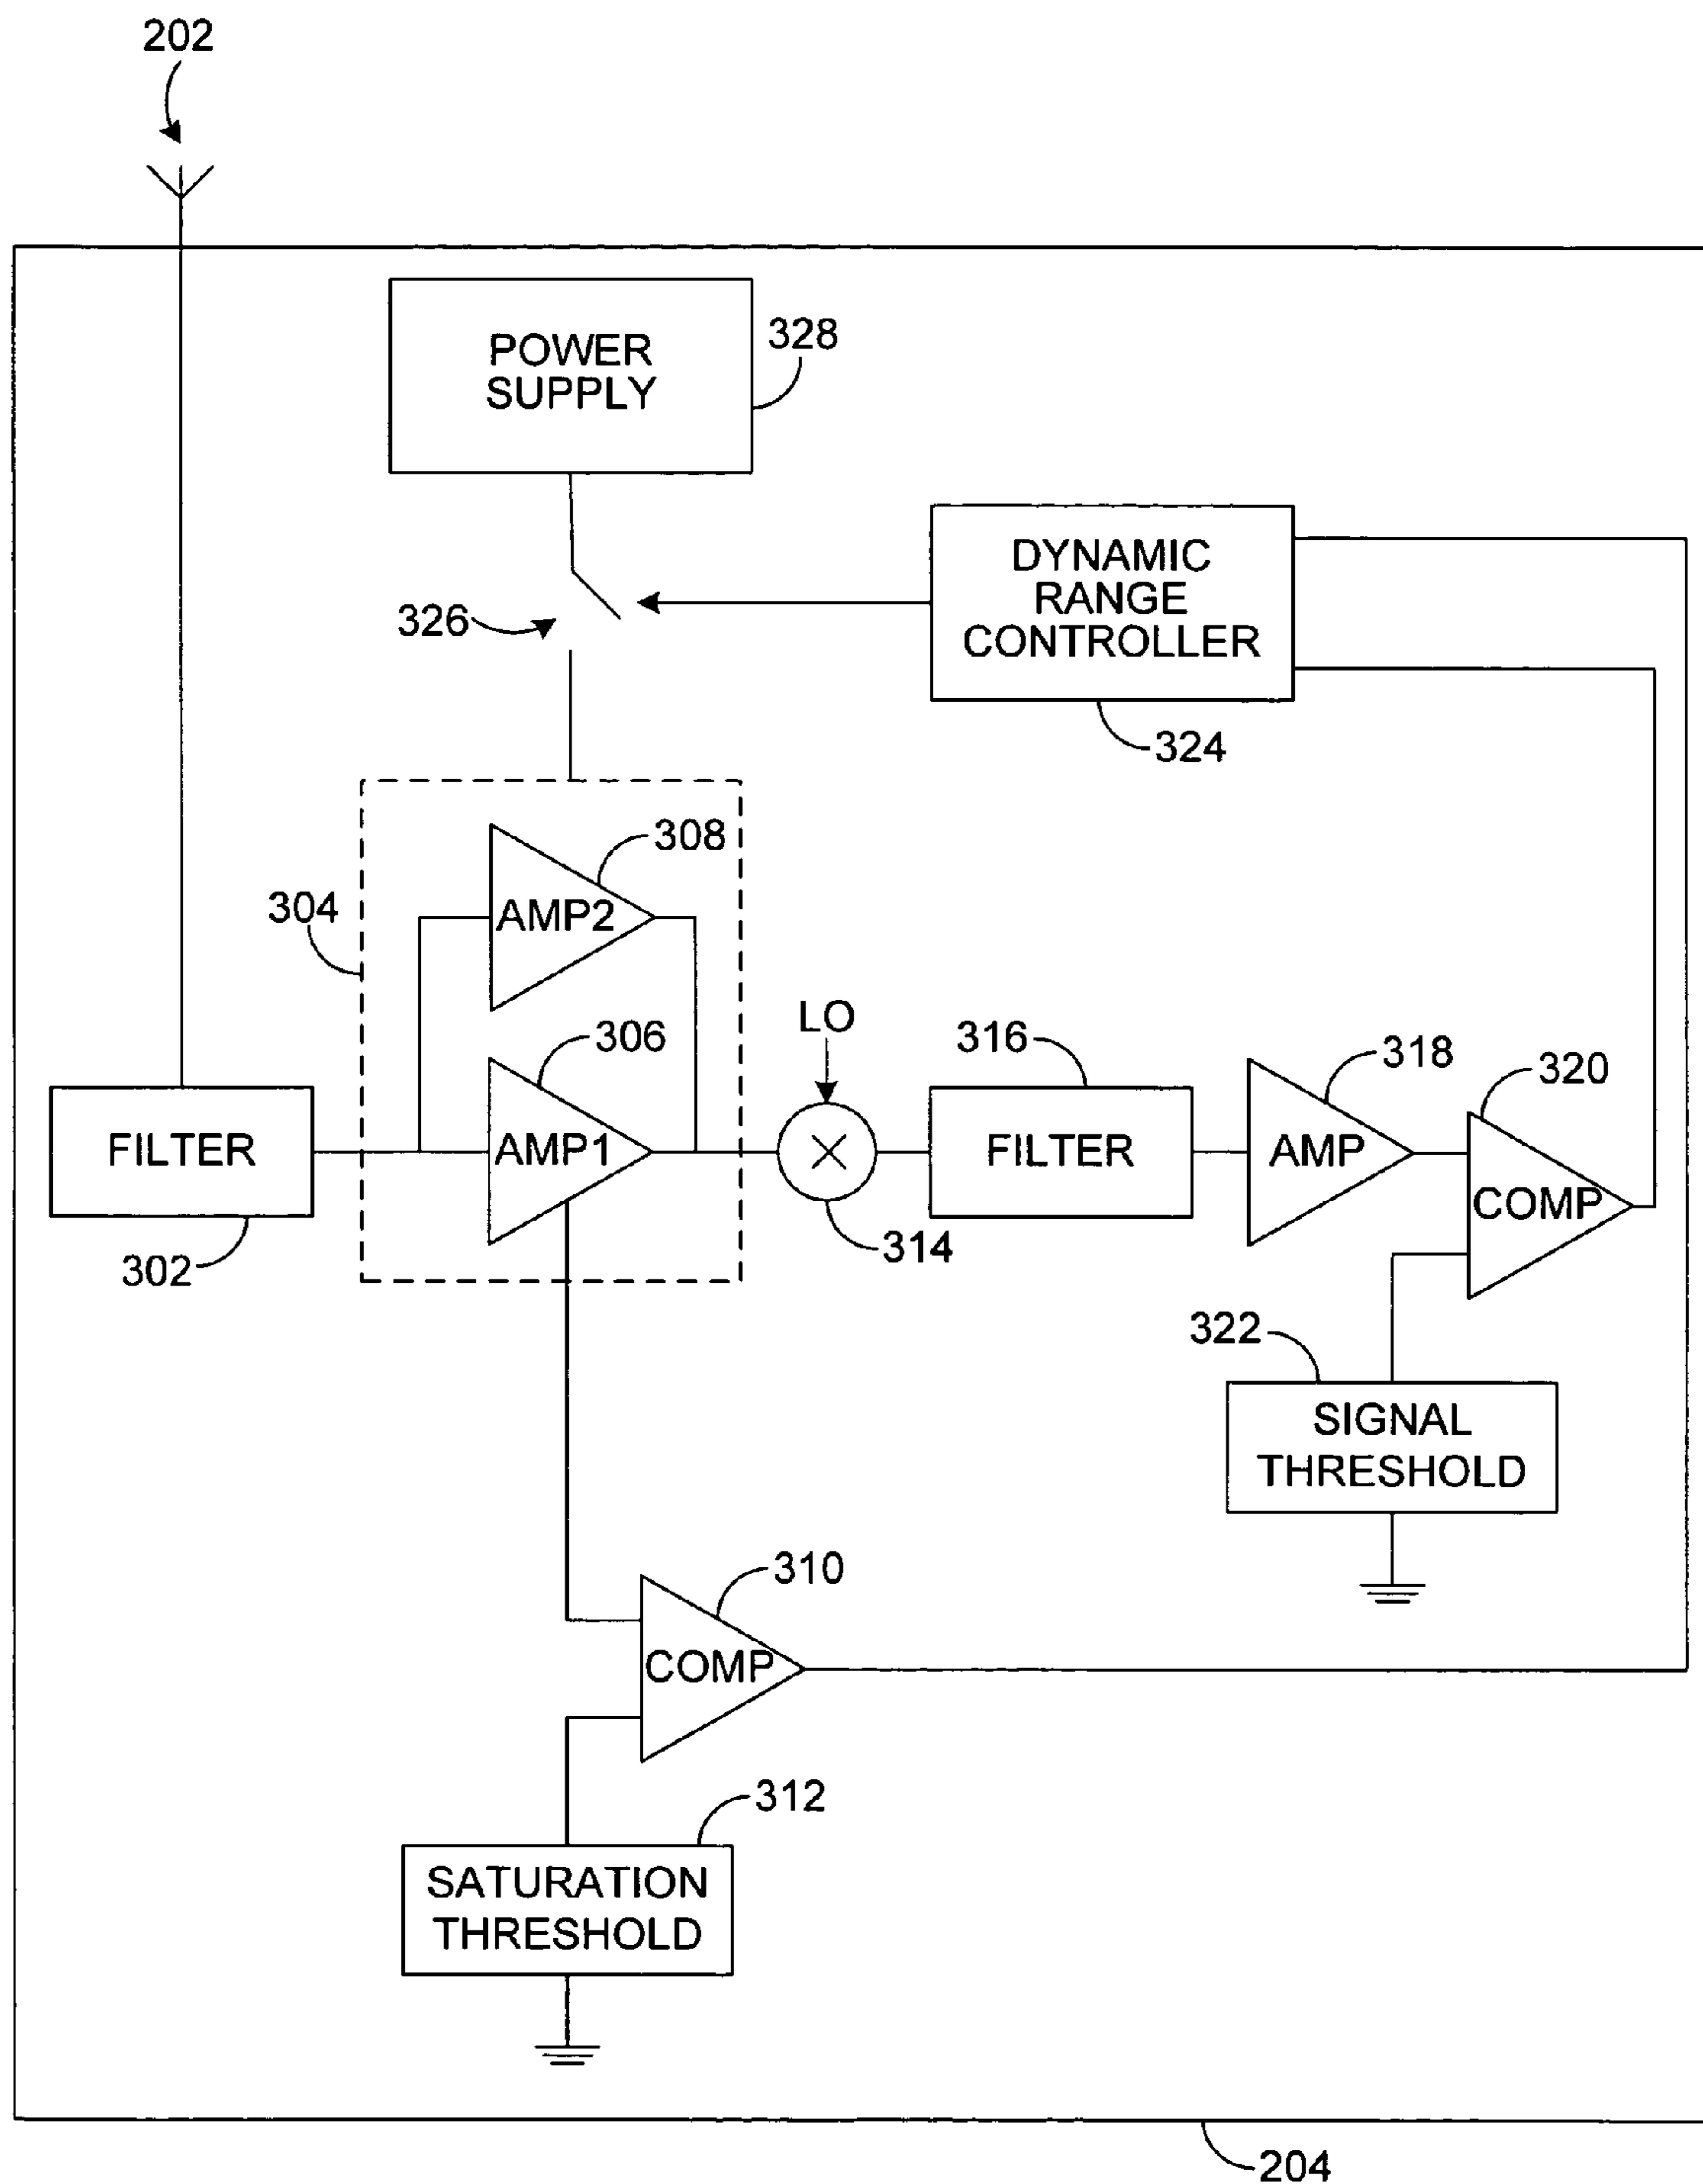 202
POWER
SUPPLY
328
DYNAMIC
RANGE
CONTROLLER
326
324
308
AMP2
304
LO
306
316
318
320
FILTER
AMP1
FILTER
AMP
COMP
302
314
322
SIGNAL
THRESHOLD
310
COMP
312
SATURATION
THRESHOLD
204